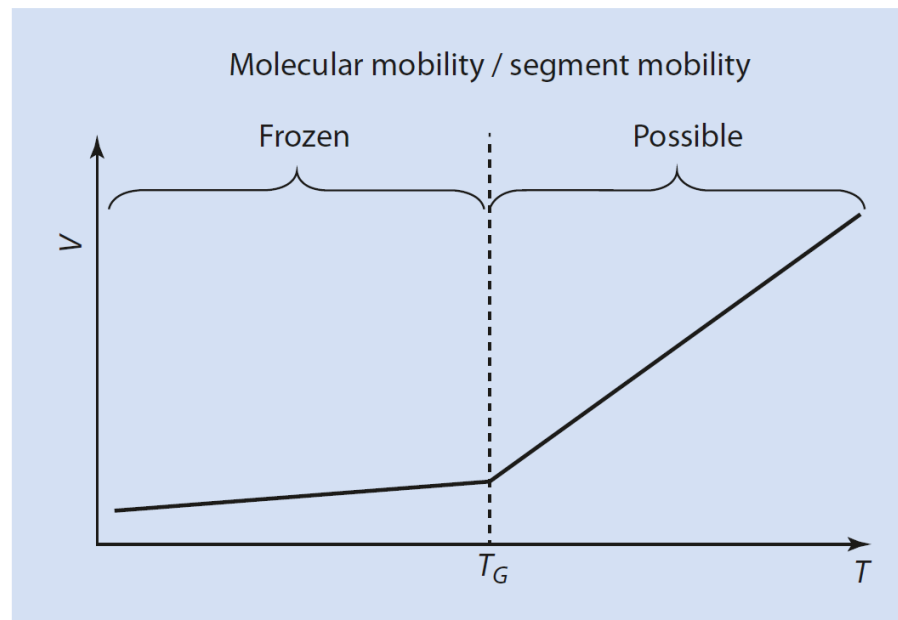 Molecular mobility / segment mobility
Frozen
Possible
V
T_G
T